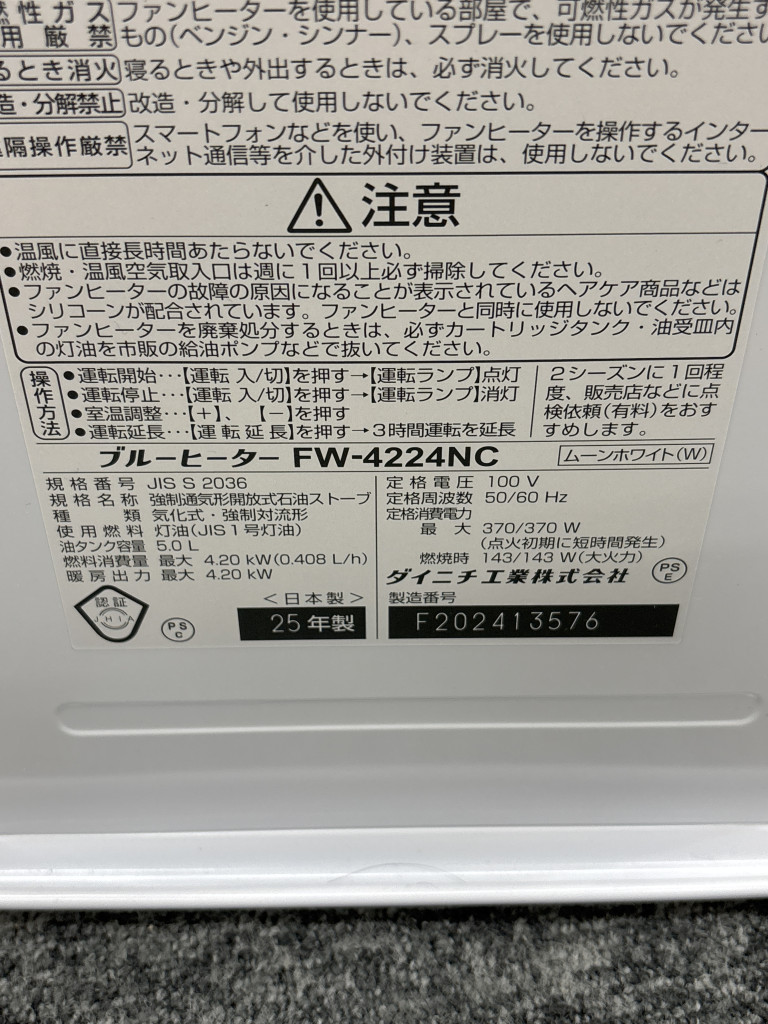 燃性ガス
用厳禁
ファンヒーターを使用している部屋で、可燃性ガスが発生す
もの(ベンジン・シンナー)、スプレーを使用しないでくださ
るとき消火 寝るときや外出するときは、必ず消火してください。
造・分解禁止 改造・分解して使用しないでください。
隔操作厳禁
スマートフォンなどを使い、ファンヒーターを操作するインター
ネット通信等を介した外付け装置は、使用しないでください。
注意
●温風に直接長時間あたらないでください。
●燃焼・温風空気取入口は週に1回以上必ず掃除してください。
●ファンヒーターの故障の原因になることが表示されているヘアケア商品などは
シリコーンが配合されています。ファンヒーターと同時に使用しないでください。
●ファンヒーターを廃棄処分するときは、必ずカートリッジタンク・油受皿内
の灯油を市販の給油ポンプなどで抜いてください。
操作方法
●運転開始…【運転 入/切】を押す→【運転ランプ】点灯
●運転停止…【運転 入/切】を押す→【運転ランプ】消灯
●室温調整…【+】、【−】を押す
●運転延長…【運転延長】を押す→3時間運転を延長
2シーズンに1回程
度、販売店などに点
検依頼(有料)をおす
すめします。
ブルーヒーター FW-4224NC ムーンホワイト(W)
規格番号 JIS S 2036
規格名称 強制通気形開放式石油ストーブ
種類 気化式・強制対流形
使用燃料 灯油(JIS1号灯油)
油タンク容量 5.0 L
燃料消費量 最大 4.20 kW(0.408 L/h)
暖房出力 最大 4.20 kW
定格電圧 100 V
定格周波数 50/60 Hz
定格消費電力
最大 370/370 W
(点火初期に短時間発生)
燃焼時 143/143 W(大火力)
ダイニチ工業株式会社 PS E
認証
JHIA
PS C
<日本製>
25年製
製造番号
F202413576